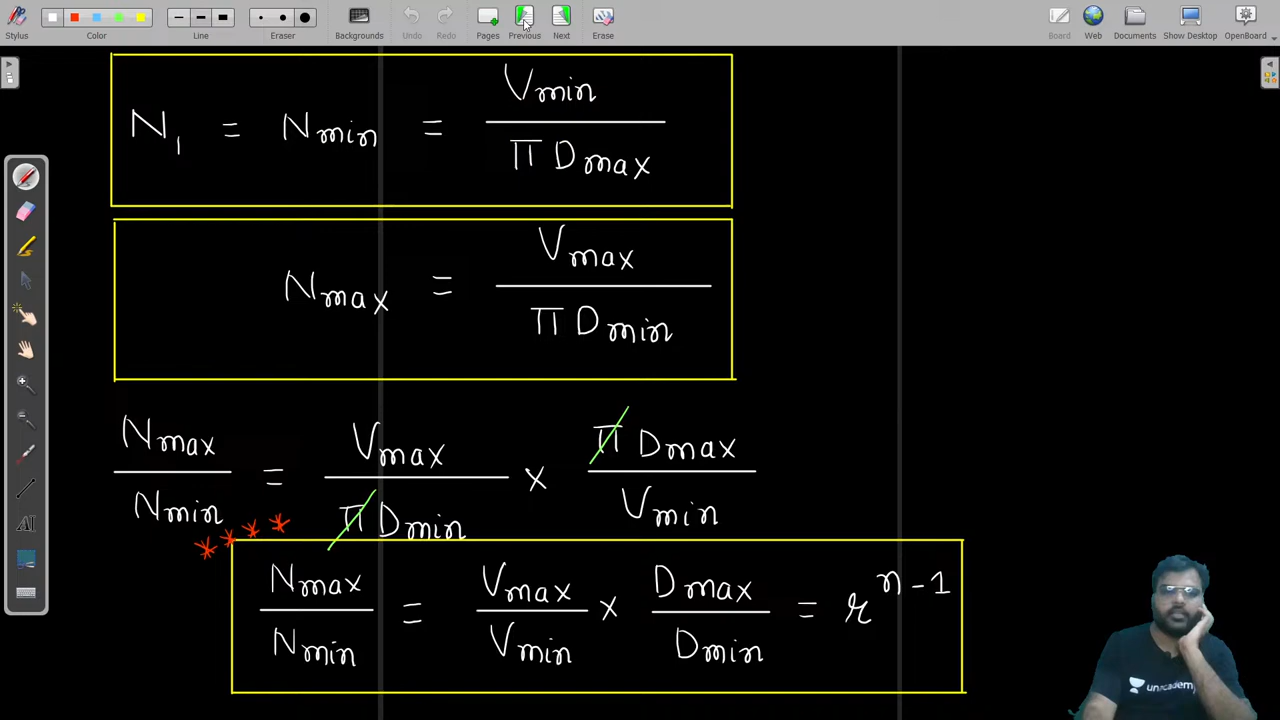 Stylus Color Line Eraser Backgrounds Undo Redo Pages Previous Next Erase Board Web Documents Show Desktop OpenBoard
N₁ = Nmin = Vmin / π Dmax
Nmax = Vmax / π Dmin
Nmax / Nmin = Vmax / π Dmin × π Dmax / Vmin
****
Nmax / Nmin = Vmax / Vmin × Dmax / Dmin = r^(n-1)
unacademy